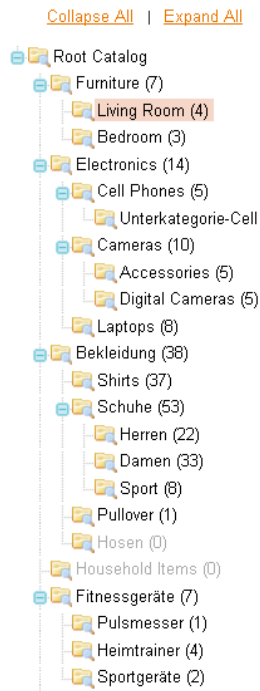 Collapse All | Expand All
Root Catalog
Furniture (7)
Living Room (4)
Bedroom (3)
Electronics (14)
Cell Phones (5)
Unterkategorie-Cell
Cameras (10)
Accessories (5)
Digital Cameras (5)
Laptops (8)
Bekleidung (38)
Shirts (37)
Schuhe (53)
Herren (22)
Damen (33)
Sport (8)
Pullover (1)
Hosen (0)
Household Items (0)
Fitnessgeräte (7)
Pulsmesser (1)
Heimtrainer (4)
Sportgeräte (2)